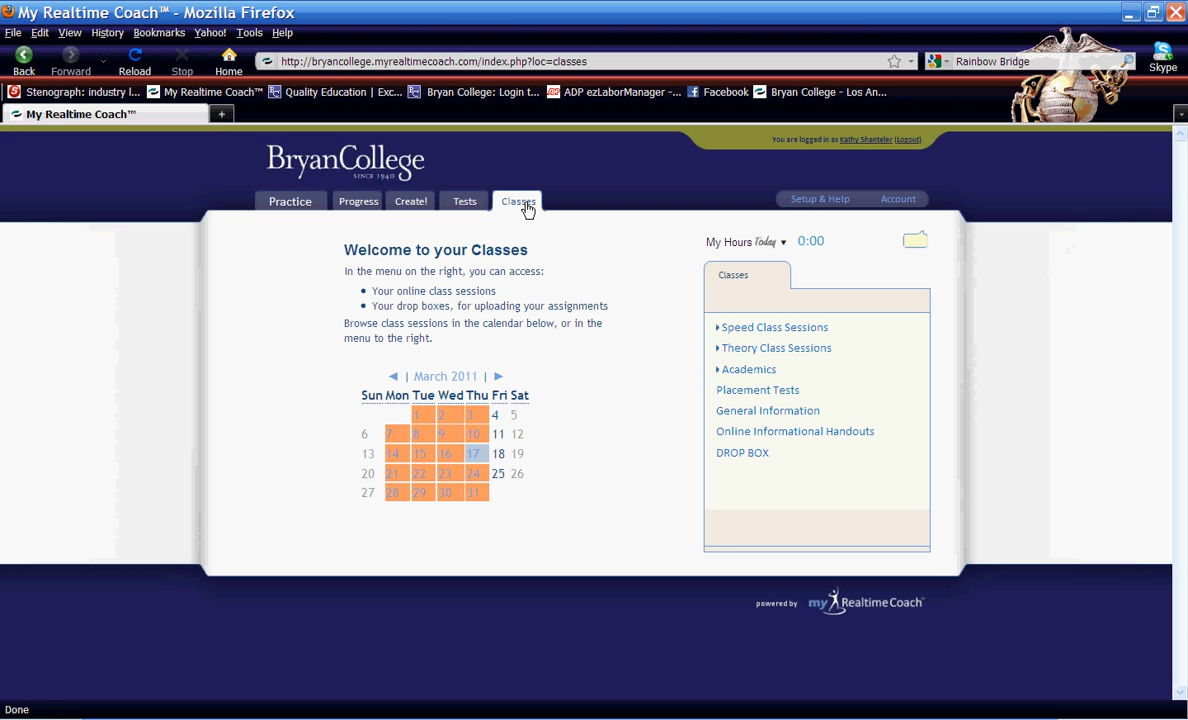 My Realtime Coach™ - Mozilla Firefox
File Edit View History Bookmarks Yahoo! Tools Help
Back Forward Reload Stop Home http://bryancollege.myrealtimecoach.com/index.php?loc=classes Rainbow Bridge Skype
Stenograph: industry l... My Realtime Coach™ Quality Education | Exc... Bryan College: Login t... ADP ezLaborManager -... Facebook Bryan College - Los An...
My Realtime Coach™ +
You are logged in as Kathy Shanteler (Logout)
BryanCollege
SINCE 1940
Practice Progress Create! Tests Classes Setup & Help Account
Welcome to your Classes
In the menu on the right, you can access:
• Your online class sessions
• Your drop boxes, for uploading your assignments
Browse class sessions in the calendar below, or in the
menu to the right.
◄ | March 2011 | ►
Sun Mon Tue Wed Thu Fri Sat
1 2 3 4 5
6 7 8 9 10 11 12
13 14 15 16 17 18 19
20 21 22 23 24 25 26
27 28 29 30 31
My Hours Today ▼ 0:00
Classes
Speed Class Sessions
Theory Class Sessions
Academics
Placement Tests
General Information
Online Informational Handouts
DROP BOX
powered by my Realtime Coach™
Done